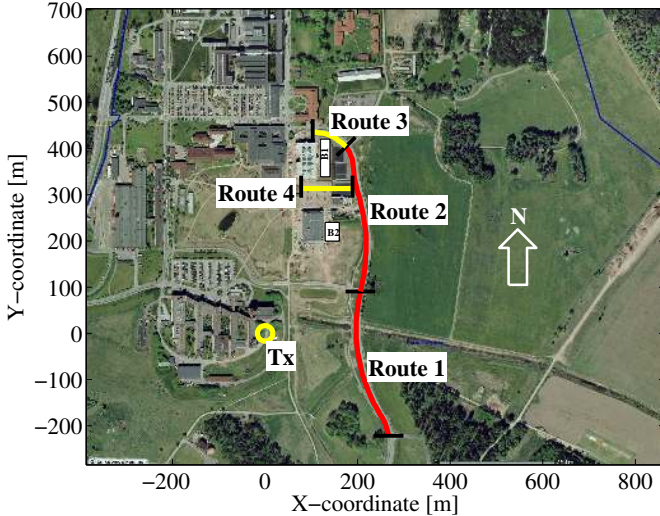 700
600
500
400
300
200
100
0
−100
−200
Y-coordinate [m]
Route 3
B1
Route 4
Route 2
B2
N
Tx
Route 1
−200 0 200 400 600 800
X-coordinate [m]